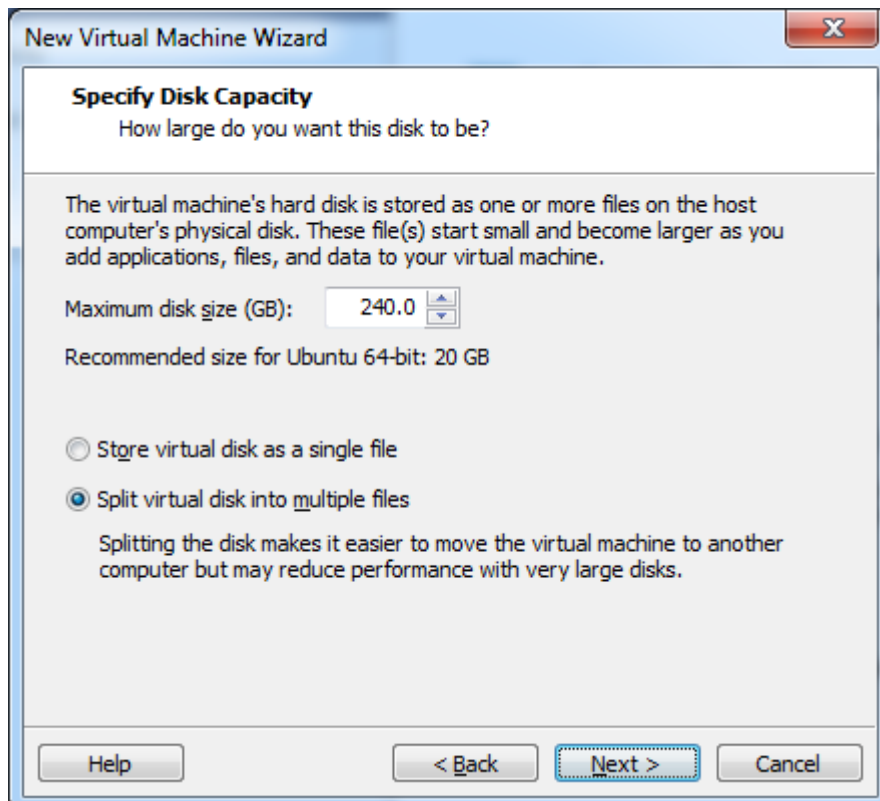 New Virtual Machine Wizard
Specify Disk Capacity
How large do you want this disk to be?
The virtual machine's hard disk is stored as one or more files on the host
computer's physical disk. These file(s) start small and become larger as you
add applications, files, and data to your virtual machine.
Maximum disk size (GB): 240.0
Recommended size for Ubuntu 64-bit: 20 GB
Store virtual disk as a single file
Split virtual disk into multiple files
Splitting the disk makes it easier to move the virtual machine to another
computer but may reduce performance with very large disks.
Help < Back Next > Cancel